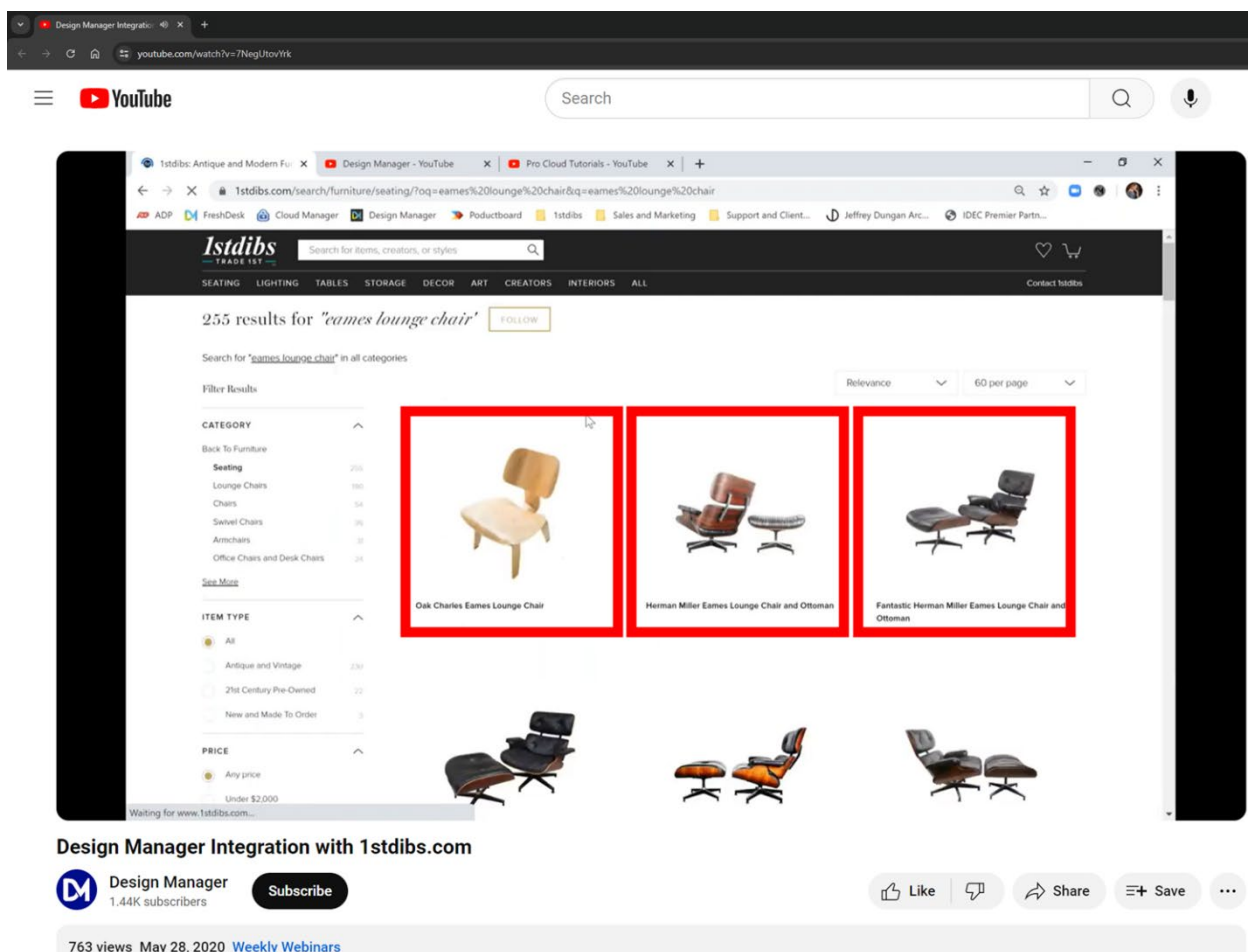 Design Manager Integratio
youtube.com/watch?v=7NegUtovYrk
YouTube
Search
1stdibs: Antique and Modern Fu
Design Manager - YouTube
Pro Cloud Tutorials - YouTube
1stdibs.com/search/furniture/seating/?oq=eames%20lounge%20chair&q=eames%20lounge%20chair
ADP FreshDesk Cloud Manager Design Manager Poductboard 1stdibs Sales and Marketing Support and Client... Jeffrey Dungan Arc... IDEC Premier Partn...
1stdibs
TRADE 1ST
Search for items, creators, or styles
SEATING LIGHTING TABLES STORAGE DECOR ART CREATORS INTERIORS ALL Contact 1stdibs
255 results for "eames lounge chair" FOLLOW
Search for "eames lounge chair" in all categories
Filter Results
Relevance 60 per page
CATEGORY
Back To Furniture
Seating
Lounge Chairs
Chairs
Swivel Chairs
Armchairs
Office Chairs and Desk Chairs
See More
Oak Charles Eames Lounge Chair
Herman Miller Eames Lounge Chair and Ottoman
Fantastic Herman Miller Eames Lounge Chair and
Ottoman
ITEM TYPE
All
Antique and Vintage
21st Century Pre-Owned
New and Made To Order
PRICE
Any price
Under $2,000
Waiting for www.1stdibs.com...
Design Manager Integration with 1stdibs.com
DM
Design Manager
1.44K subscribers
Subscribe
Like
Share
Save
763 views May 28, 2020 Weekly Webinars